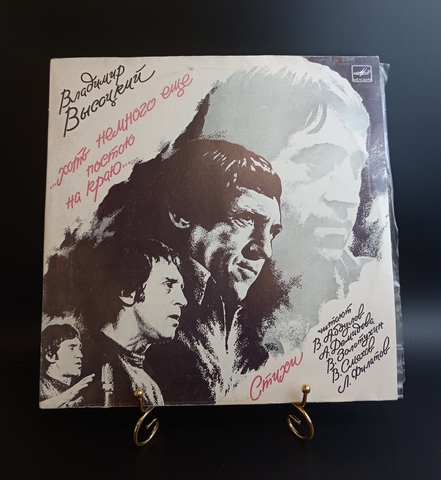 Владимир
Высоцкий
...хоть немного еще
постою
на краю...
Стихи
читают
В. Абдулов
А. Демидова
В. Золотухин
В. Смехов
Л. Филатов